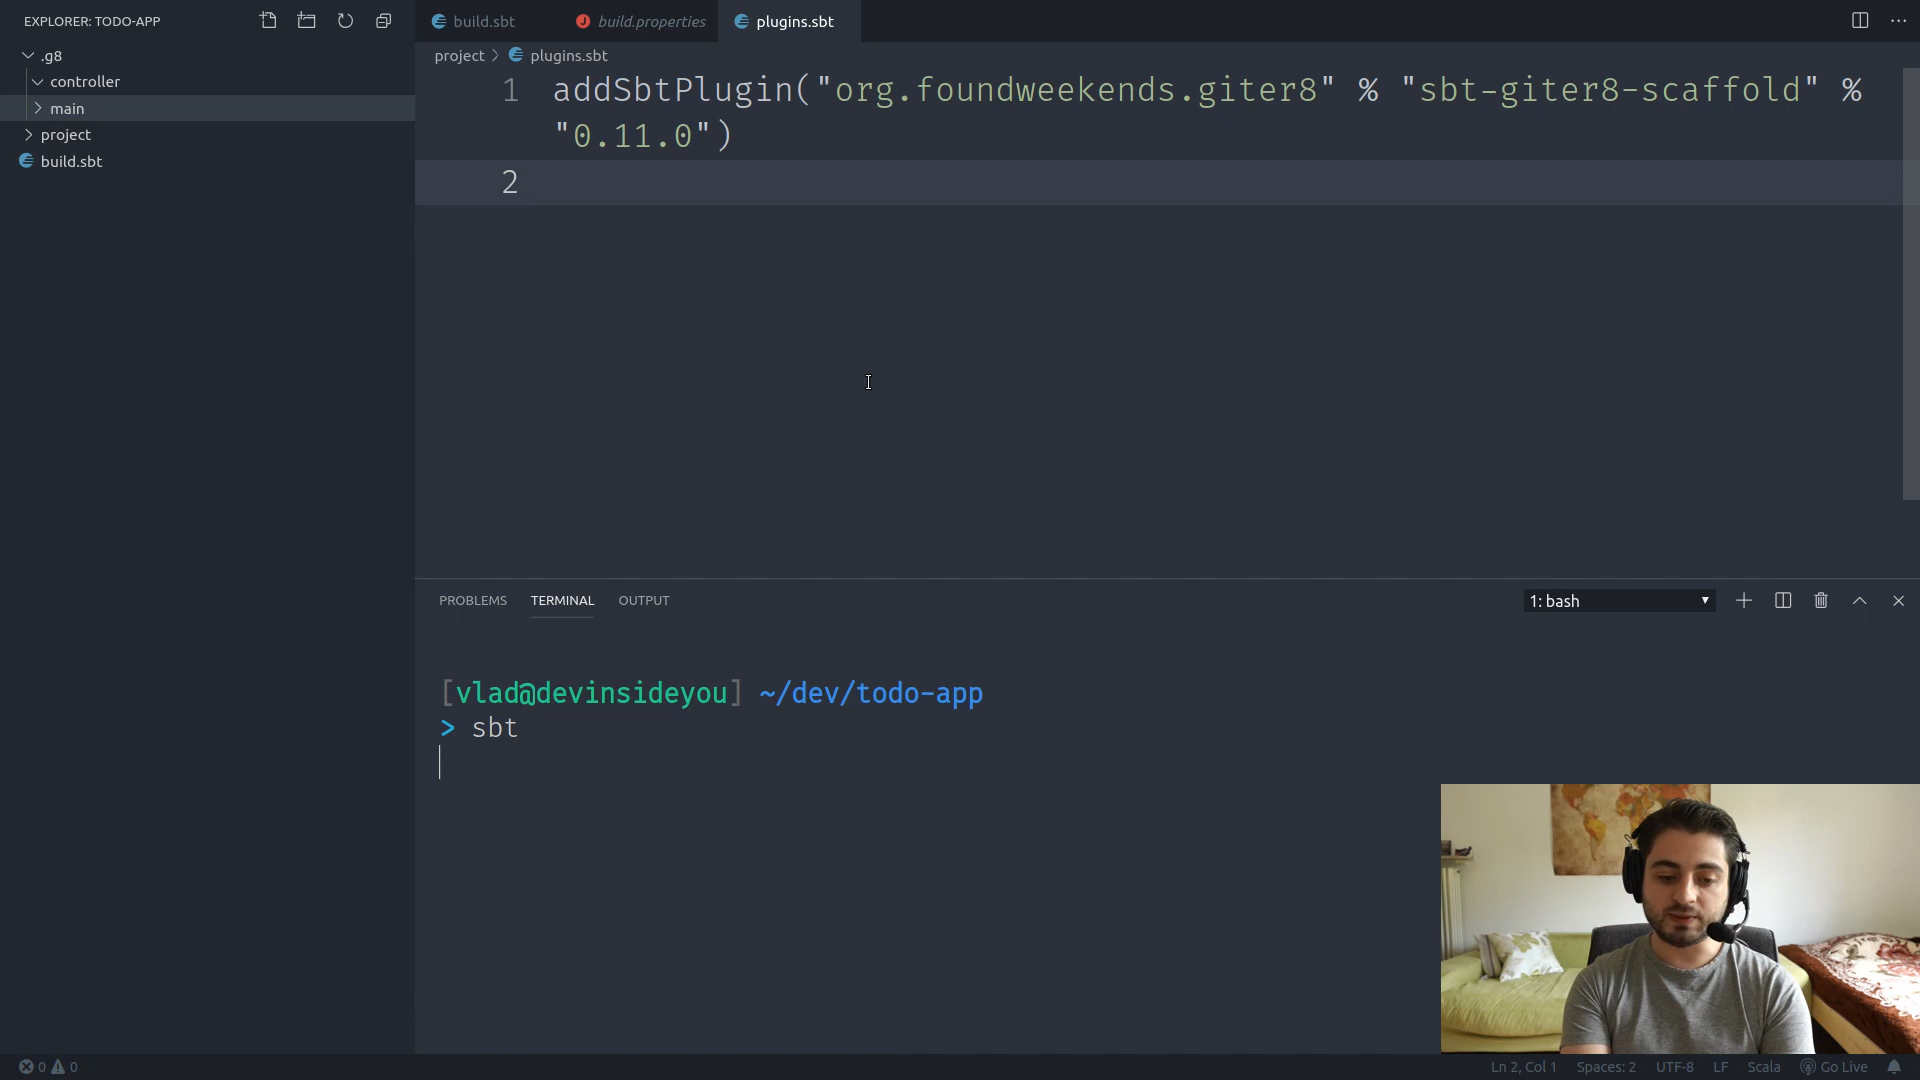 EXPLORER: TODO-APP
.g8
controller
main
project
build.sbt
build.sbt
build.properties
plugins.sbt
project > plugins.sbt
1 addSbtPlugin("org.foundweekends.giter8" % "sbt-giter8-scaffold" %
"0.11.0")
2
PROBLEMS TERMINAL OUTPUT
1: bash
[vlad@devinsideyou] ~/dev/todo-app
> sbt
0 0
Ln 2, Col 1 Spaces: 2 UTF-8 LF Scala Go Live